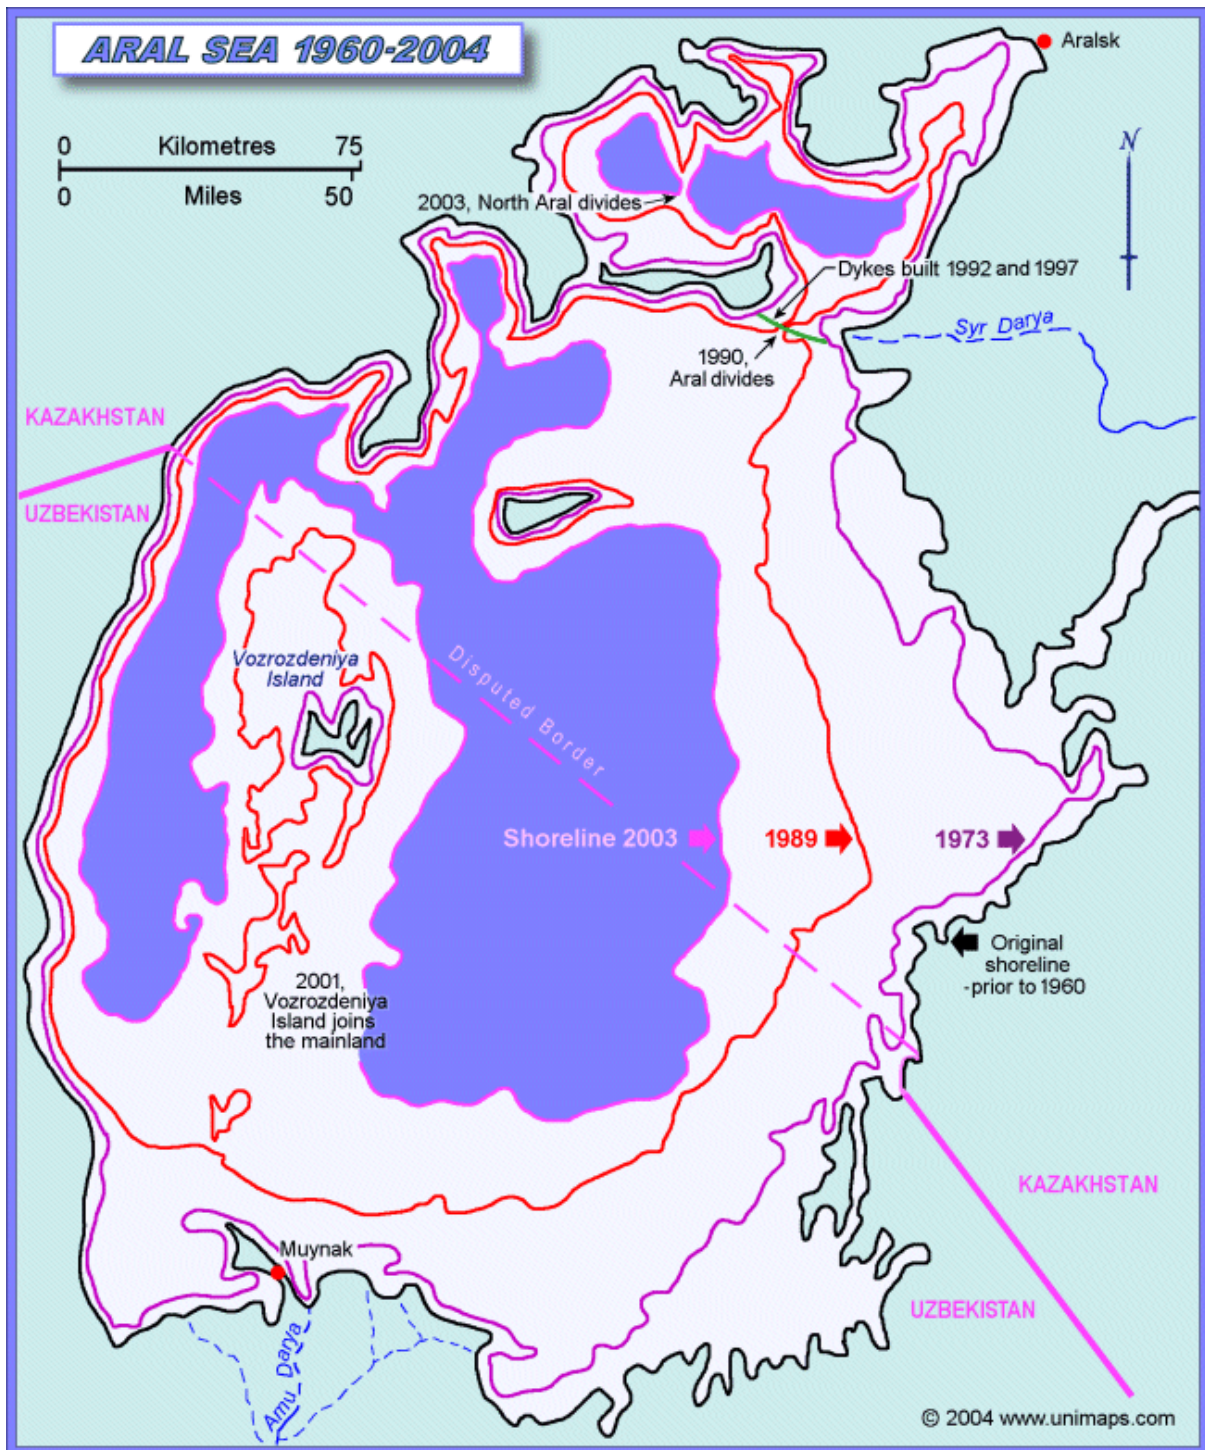 ARAL SEA 1960-2004
Aralsk
0 Kilometres 75
0 Miles 50
N
2003, North Aral divides
Dykes built 1992 and 1997
Syr Darya
1990,
Aral divides
KAZAKHSTAN
UZBEKISTAN
Vozrozdeniya
Island
Disputed Border
Shoreline 2003
1989
1973
Original
shoreline
-prior to 1960
2001,
Vozrozdeniya
Island joins
the mainland
KAZAKHSTAN
Muynak
UZBEKISTAN
Amu Darya
© 2004 www.unimaps.com